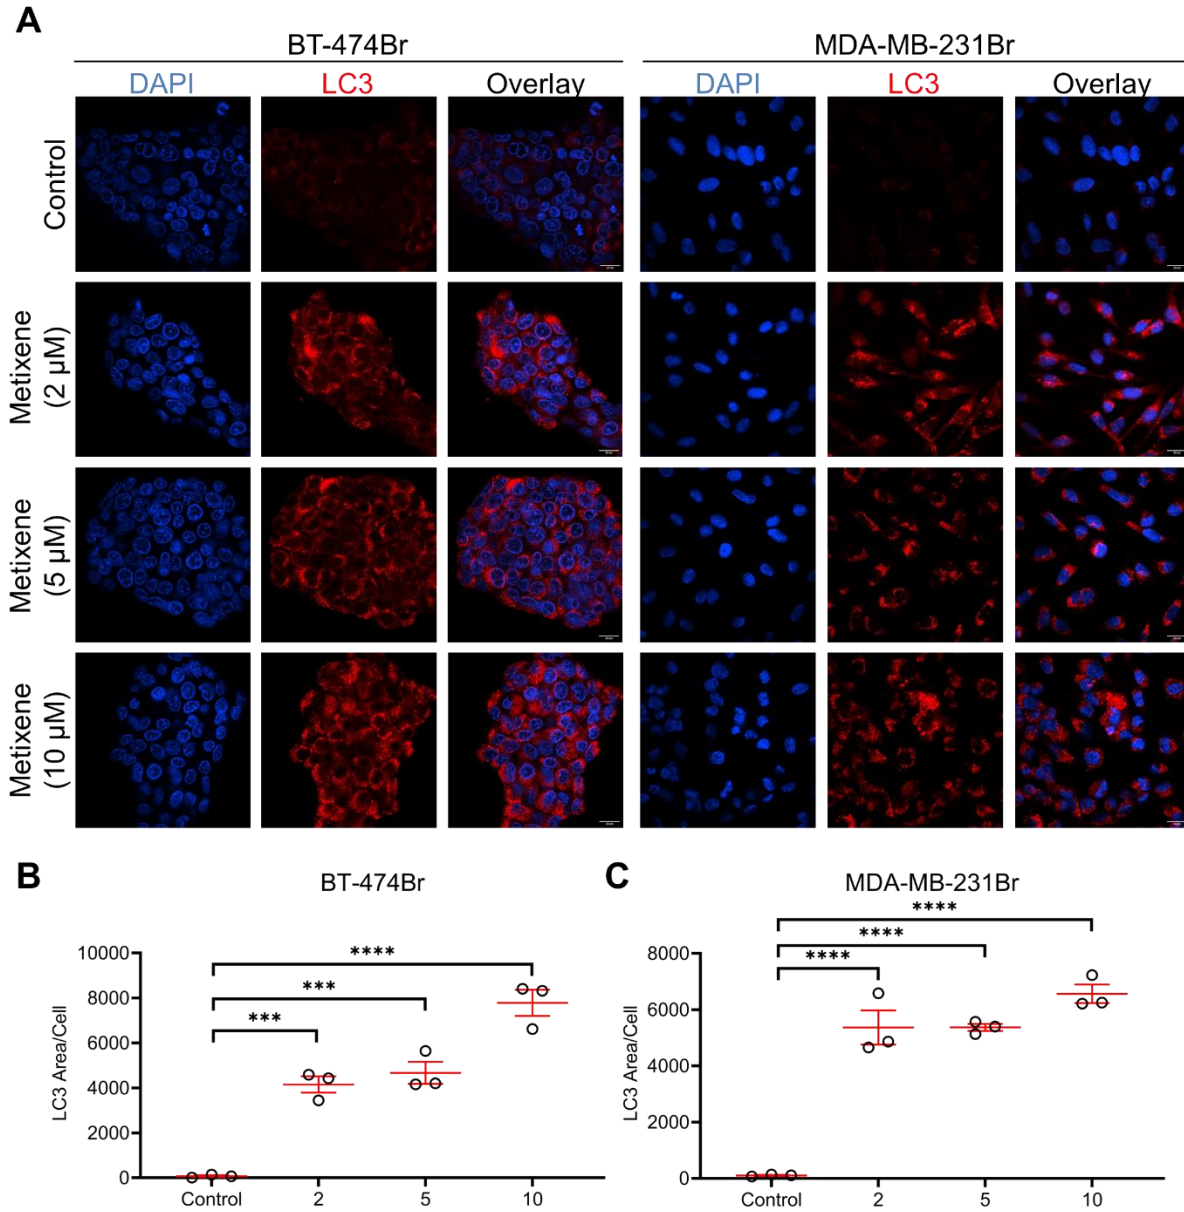 A
BT-474Br MDA-MB-231Br
DAPI LC3 Overlay DAPI LC3 Overlay
Control
Metixene
(2 µM)
Metixene
(5 µM)
Metixene
(10 µM)
B BT-474Br
****
***
***
LC3 Area/Cell
10000
8000
6000
4000
2000
0
Control 2 5 10
C MDA-MB-231Br
****
****
****
LC3 Area/Cell
8000
6000
4000
2000
0
Control 2 5 10